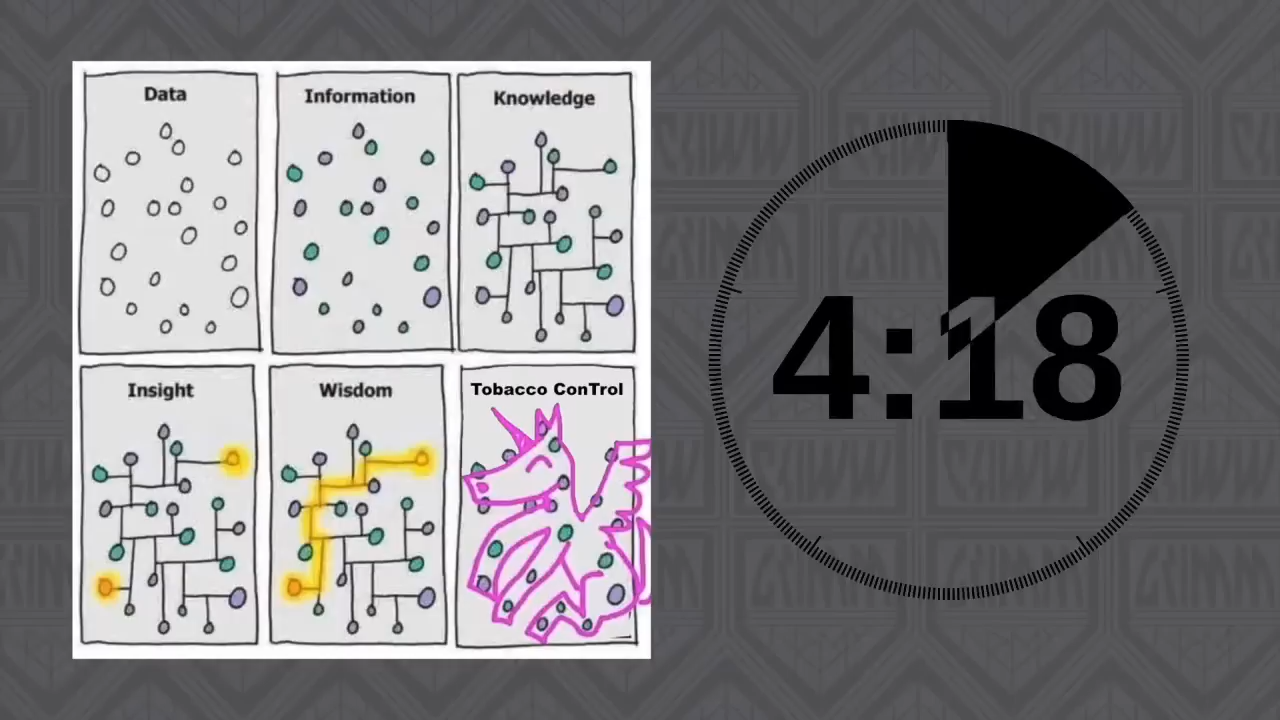 Data
Information
Knowledge
Insight
Wisdom
Tobacco ConTrol
4:18